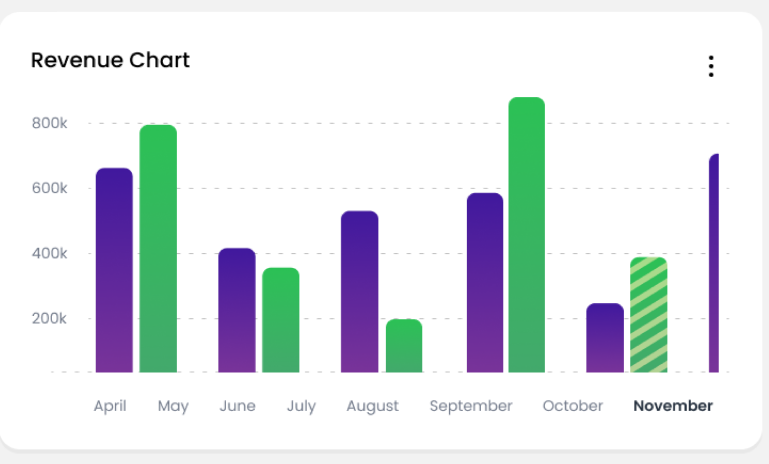 Revenue Chart
800k
600k
400k
200k
April May June July August September October November